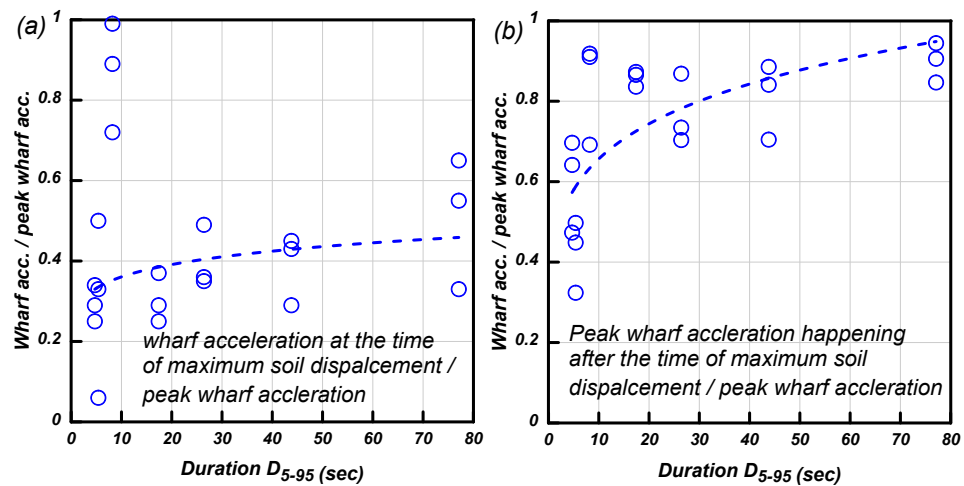 (a)
1
0.8
0.6
0.4
0.2
0
0 10 20 30 40 50 60 70 80
Wharf acc. / peak wharf acc.
Duration D5-95 (sec)
wharf acceleration at the time
of maximum soil dispalcement /
peak wharf accleration
(b)
1
0.8
0.6
0.4
0.2
0
0 10 20 30 40 50 60 70 80
Wharf acc. / peak wharf acc.
Duration D5-95 (sec)
Peak wharf accleration happening
after the time of maximum soil
dispalcement / peak wharf accleration